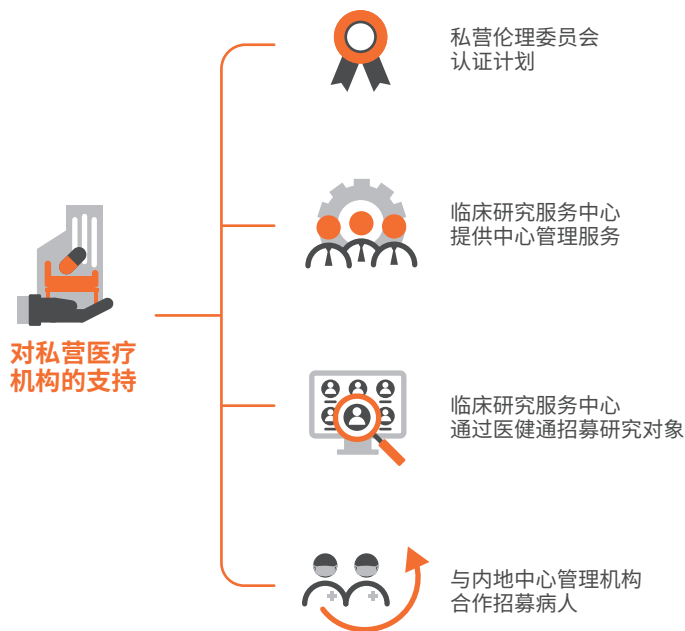 对私营医疗
机构的支持
私营伦理委员会
认证计划
临床研究服务中心
提供中心管理服务
临床研究服务中心
通过医健通招募研究对象
与内地中心管理机构
合作招募病人